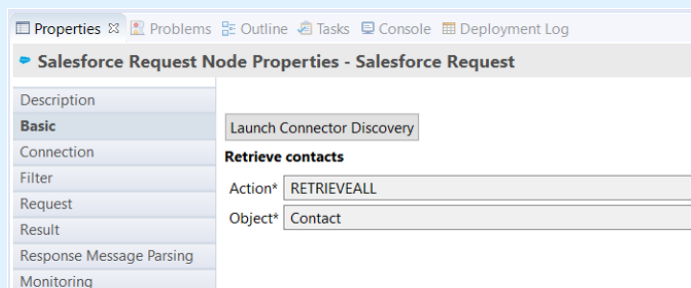 Properties Problems Outline Tasks Console Deployment Log
Salesforce Request Node Properties - Salesforce Request
Description
Basic
Connection
Filter
Request
Result
Response Message Parsing
Monitoring
Launch Connector Discovery
Retrieve contacts
Action* RETRIEVEALL
Object* Contact